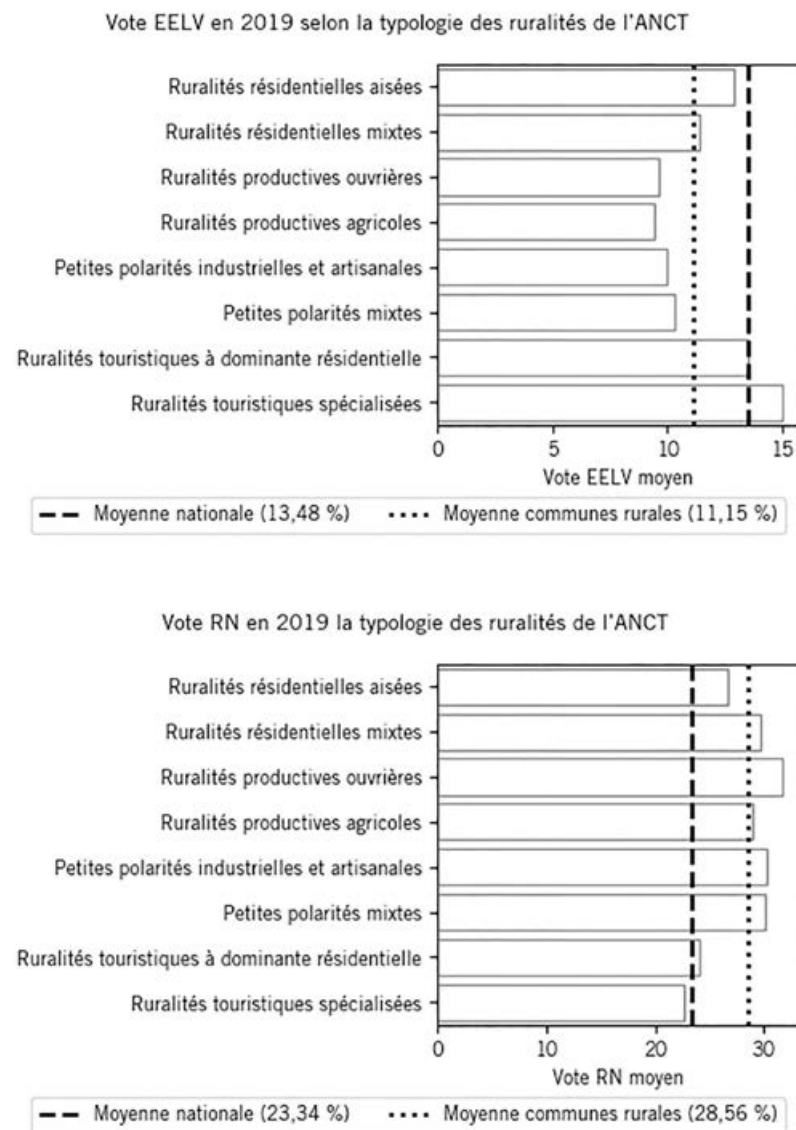 Vote EELV en 2019 selon la typologie des ruralités de l'ANCT
Ruralités résidentielles aisées
Ruralités résidentielles mixtes
Ruralités productives ouvrières
Ruralités productives agricoles
Petites polarités industrielles et artisanales
Petites polarités mixtes
Ruralités touristiques à dominante résidentielle
Ruralités touristiques spécialisées
0 5 10 15
Vote EELV moyen
Moyenne nationale (13,48 %) Moyenne communes rurales (11,15 %)
Vote RN en 2019 la typologie des ruralités de l'ANCT
Ruralités résidentielles aisées
Ruralités résidentielles mixtes
Ruralités productives ouvrières
Ruralités productives agricoles
Petites polarités industrielles et artisanales
Petites polarités mixtes
Ruralités touristiques à dominante résidentielle
Ruralités touristiques spécialisées
0 10 20 30
Vote RN moyen
Moyenne nationale (23,34 %) Moyenne communes rurales (28,56 %)